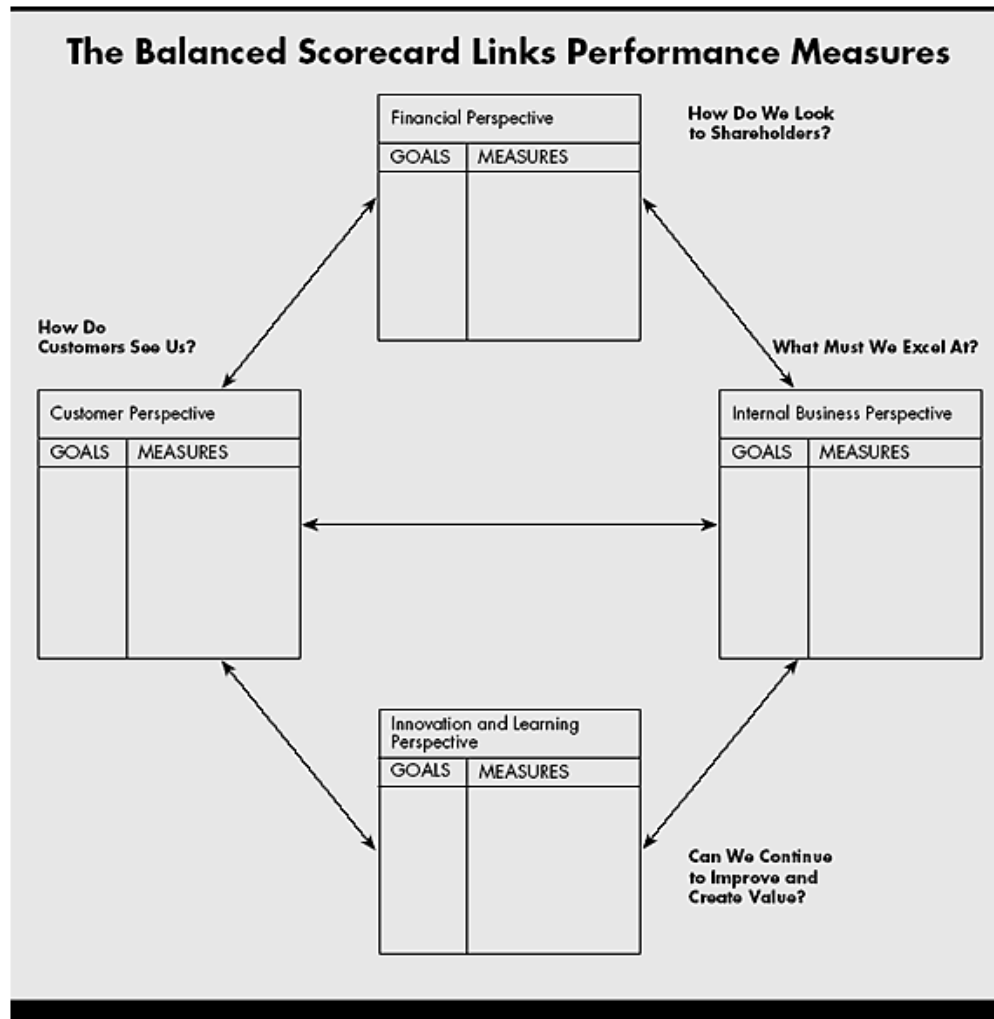 The Balanced Scorecard Links Performance Measures
Financial Perspective
GOALS MEASURES
How Do We Look
to Shareholders?
How Do
Customers See Us?
What Must We Excel At?
Customer Perspective
GOALS MEASURES
Internal Business Perspective
GOALS MEASURES
Innovation and Learning
Perspective
GOALS MEASURES
Can We Continue
to Improve and
Create Value?